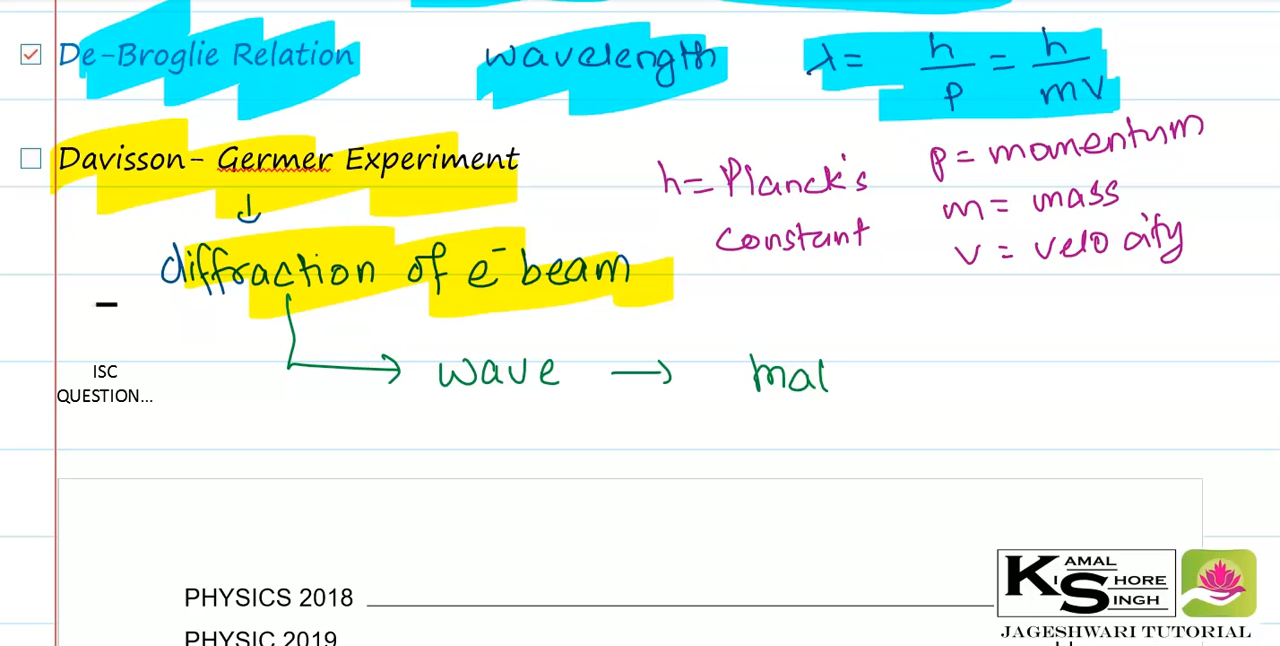 De-Broglie Relation wavelength λ = h/p = h/mv
Davisson- Germer Experiment
h = Planck's constant
p = momentum
m = mass
v = velocity
↓
diffraction of e⁻ beam
→ wave → mat
ISC
QUESTION...
PHYSICS 2018
PHYSIC 2019
KAMAL
KISHORE
SINGH
JAGESHWARI TUTORIAL